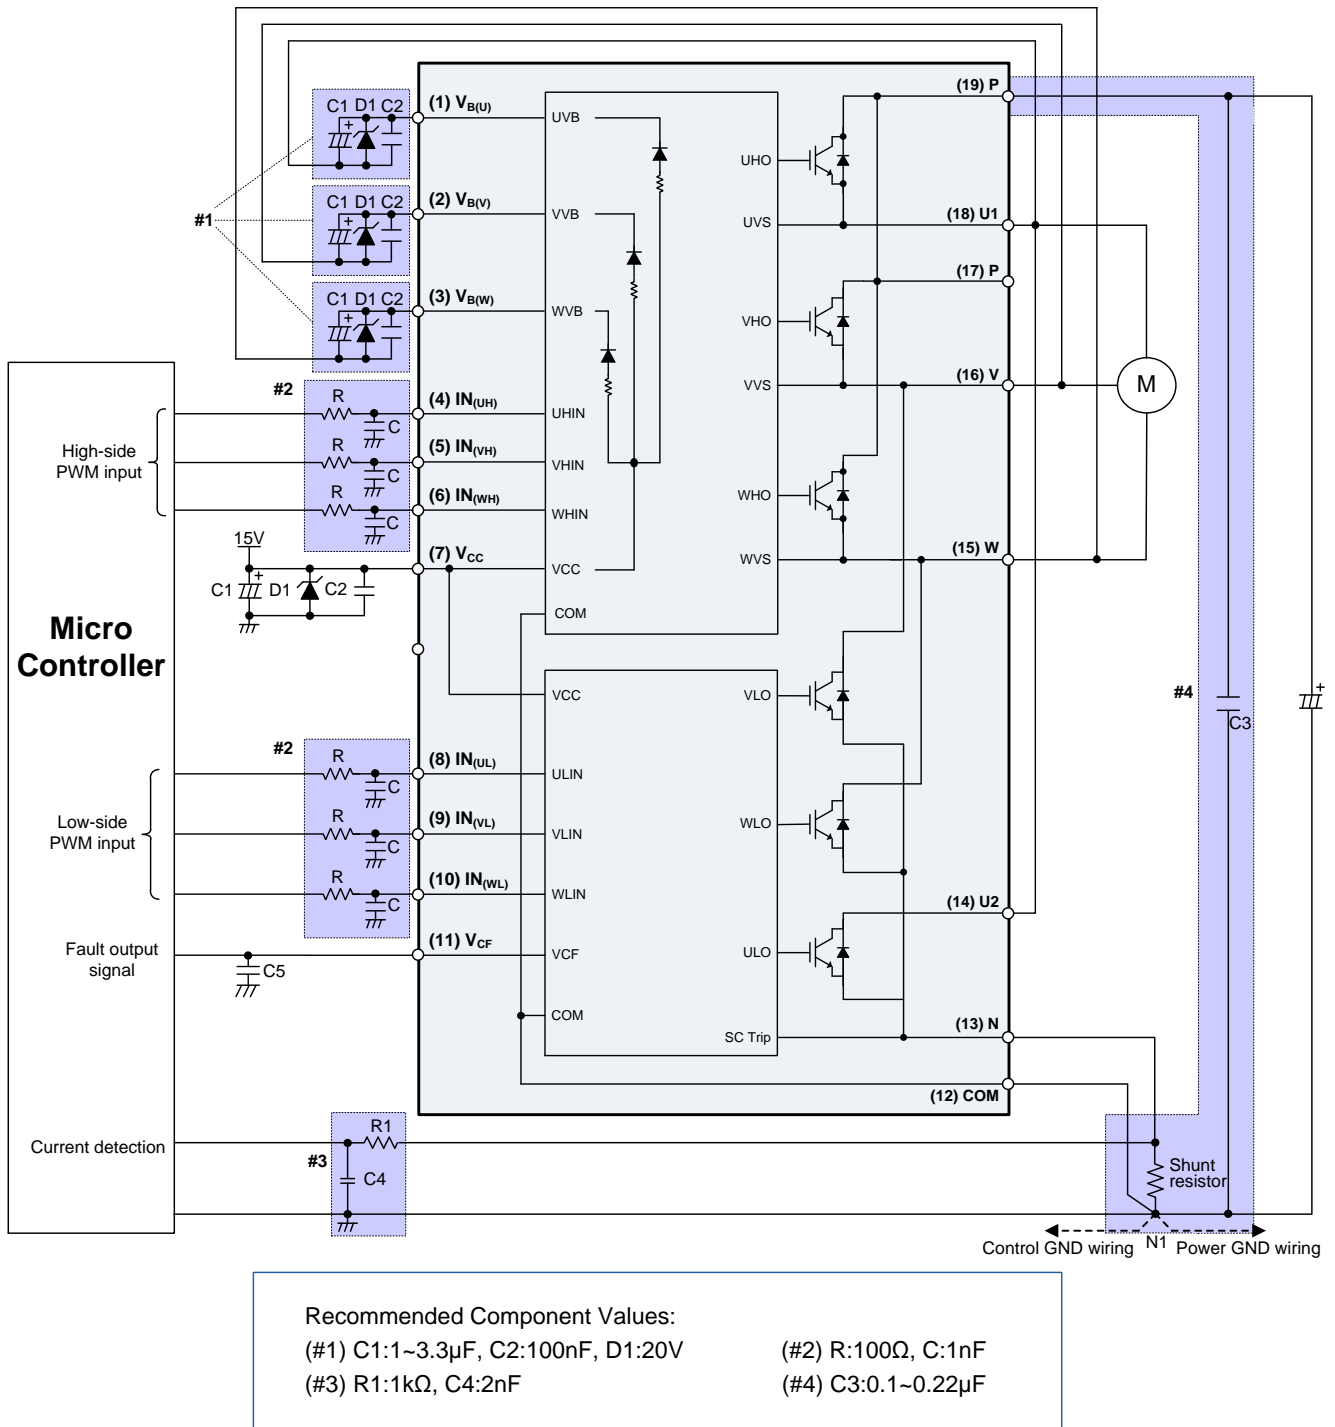 C1 D1 C2
+
(1) VB(U)
UVB
(19) P
UHO
#1
C1 D1 C2
+
(2) VB(V)
VVB
UVS
(18) U1
(17) P
C1 D1 C2
+
(3) VB(W)
WVB
VHO
#2
R
C
(4) IN(UH)
UHIN
VVS
(16) V
M
High-side
PWM input
R
C
(5) IN(VH)
VHIN
R
C
(6) IN(WH)
WHIN
WHO
15V
+
C1 D1 C2
(7) VCC
VCC
WVS
(15) W
COM
Micro
Controller
VCC
VLO
#4
C3
+
#2
R
C
(8) IN(UL)
ULIN
Low-side
PWM input
R
C
(9) IN(VL)
VLIN
WLO
R
C
(10) IN(WL)
WLIN
(14) U2
Fault output
signal
C5
(11) VCF
VCF
ULO
COM
SC Trip
(13) N
(12) COM
Current detection
#3
R1
C4
Shunt
resistor
Control GND wiring N1 Power GND wiring
Recommended Component Values:
(#1) C1:1~3.3µF, C2:100nF, D1:20V (#2) R:100Ω, C:1nF
(#3) R1:1kΩ, C4:2nF (#4) C3:0.1~0.22µF